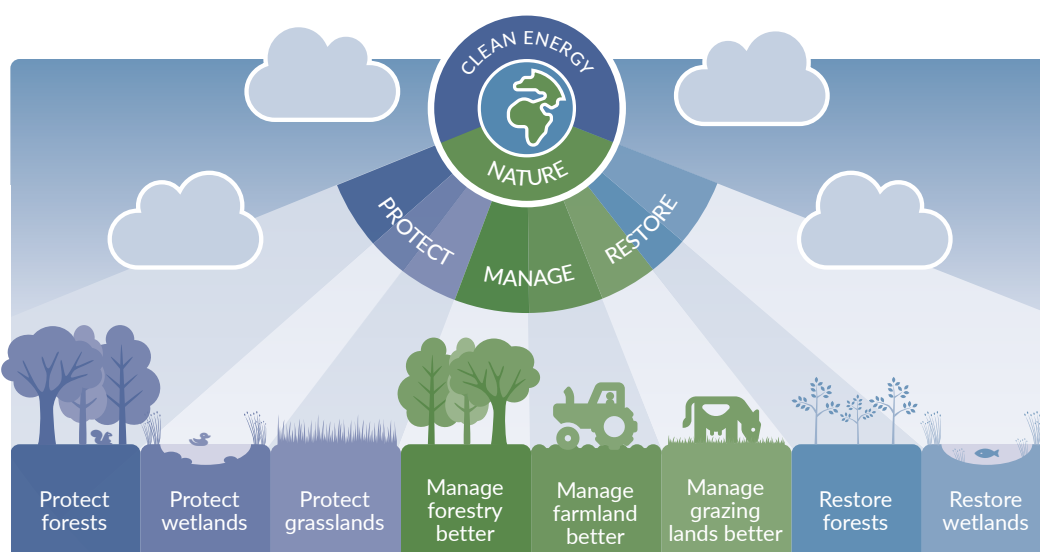 CLEAN ENERGY
NATURE
PROTECT
MANAGE
RESTORE
Protect
forests
Protect
wetlands
Protect
grasslands
Manage
forestry
better
Manage
farmland
better
Manage
grazing
lands better
Restore
forests
Restore
wetlands